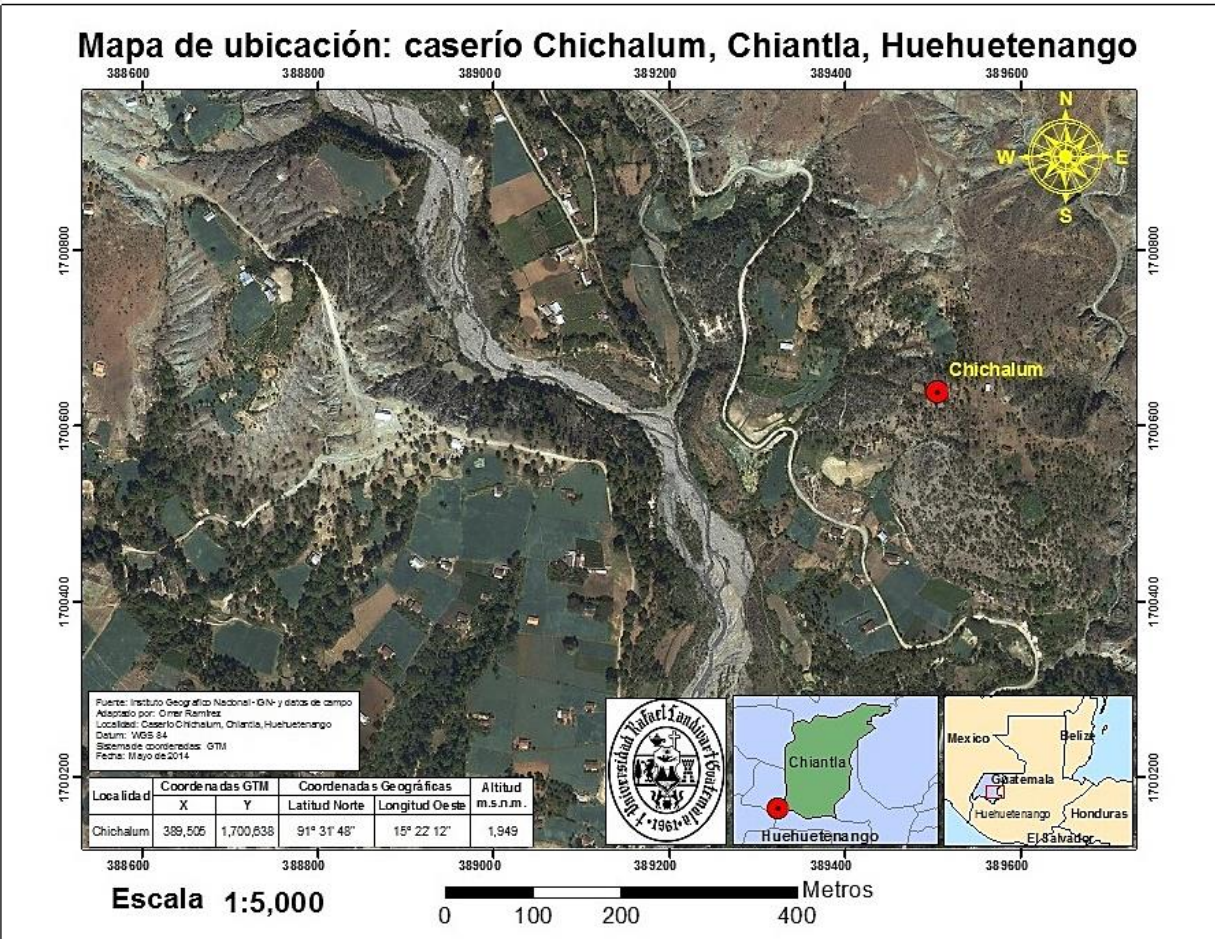 Mapa de ubicación: caserío Chichalum, Chiantla, Huehuetenango
388600 388800 389000 389200 389400 389600
N
W E
S
1700800 1700800
Chichalum
1700600 1700600
1700400 1700400
1700200 1700200
Fuente: Instituto Geografico Nacional -IGN- y datos de campo
Adaptado por: Omar Ramírez
Localidad: Caserío Chichalum, Chiantla, Huehuetenango
Datum: WGS 84
Sistema de coordenadas: GTM
Fecha: Mayo de 2014
Localidad Coordenadas GTM Coordenadas Geográficas Altitud m.s.n.m.
X Y Latitud Norte Longitud Oeste
Chichalum 389,505 1,700,638 91° 31' 48" 15° 22' 12" 1,949
Universidad Rafael Landívar Guatemala
1961
Chiantla
Huehuetenango
Mexico
Belize
Guatemala
Huehuetenango
Honduras
El Salvador
388600 388800 389000 389200 389400 389600
Escala 1:5,000
Metros
0 100 200 400